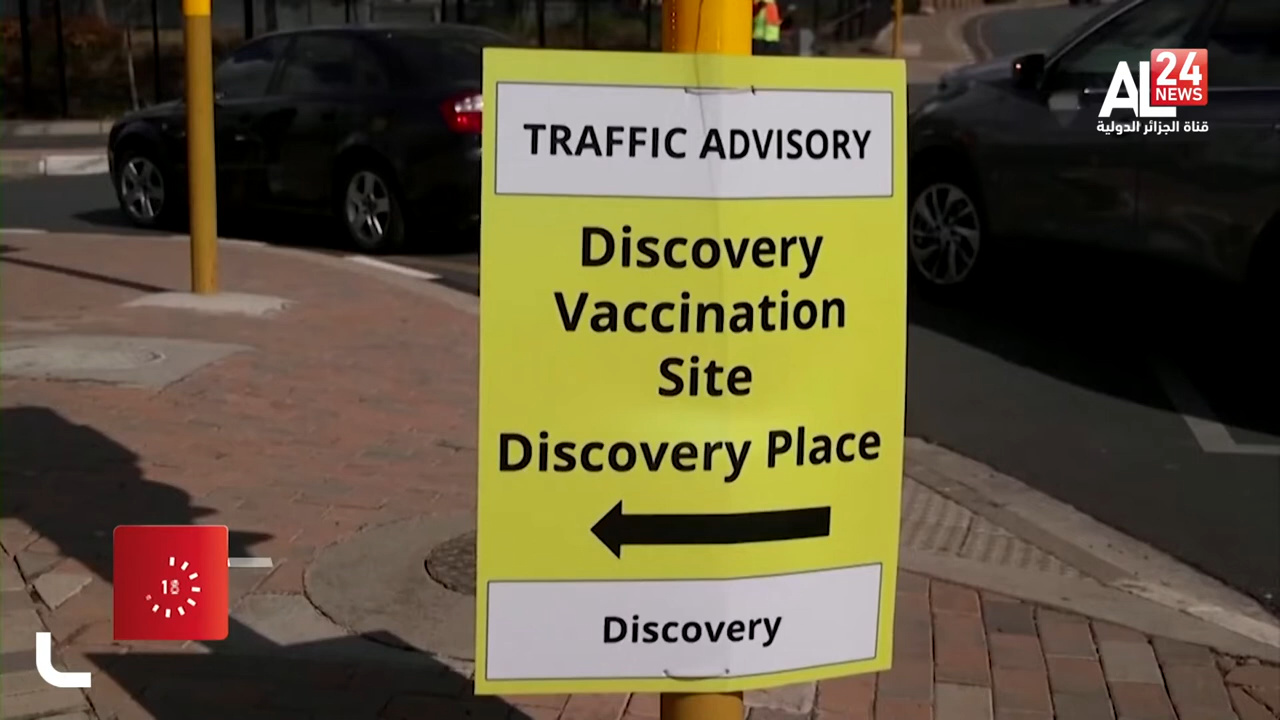 AL 24
NEWS
قناة الجزائر الدولية
TRAFFIC ADVISORY
Discovery
Vaccination
Site
Discovery Place
Discovery
18